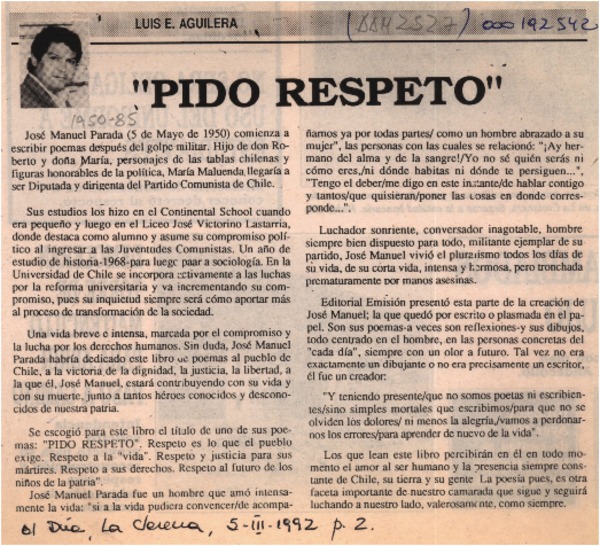 LUIS E. AGUILERA
(DDM2527) 000192542
"PIDO RESPETO"
1950-85
José Manuel Parada (5 de Mayo de 1950) comienza a
escribir poemas después del golpe militar. Hijo de don Ro-
berto y doña María, personajes de las tablas chilenas y
figuras honorables de la política, María Maluenda llegaría a
ser Diputada y dirigenta del Partido Comunista de Chile.
Sus estudios los hizo en el Continental School cuando
era pequeño y luego en el Liceo José Victorino Lastarria,
donde destaca como alumno y asume su compromiso polí-
tico al ingresar a las Juventudes Comunistas. Un año de
estudio de historia-1968-para luego paar a sociología. En la
Universidad de Chile se incorpora activamente a las luchas
por la reforma universitaria y va incrementando su com-
promiso, pues su inquietud siempre será cómo aportar más
al proceso de transformación de la sociedad.
Una vida breve e intensa, marcada por el compromiso y
la lucha por los derechos humanos. Sin duda, José Manuel
Parada habría dedicado este libro de poemas al pueblo de
Chile, a la victoria de la dignidad, la justicia, la libertad, a
la que él, José Manuel, estará contribuyendo con su vida y
con su muerte, junto a tantos héroes conocidos y descono-
cidos de nuestra patria.
Se escogió para este libro el título de uno de sus poe-
mas: "PIDO RESPETO". Respeto es lo que el pueblo
exige. Respeto a la "vida". Respeto y justicia para sus
mártires. Respeto a sus derechos. Respeto al futuro de los
niños de la patria".
José Manuel Parada fue un hombre que amó intensa-
mente la vida: "si a la vida pudiera convencer/de acompa-
ñarnos ya por todas partes/ como un hombre abrazado a su
mujer", las personas con las cuales se relacionó: "¡Ay her-
mano del alma y de la sangre!/Yo no sé quién serás ni
cómo eres,/ni dónde habitas ni dónde te persiguen...",
"Tengo el deber/me digo en este instante/de hablar contigo
y tantos/que quisieran/poner las cosas en donde corres-
ponde...".
Luchador sonriente, conversador inagotable, hombre
siempre bien dispuesto para todo, militante ejemplar de su
partido, José Manuel vivió el pluralismo todos los días de
su vida, de su corta vida, intensa y hermosa, pero tronchada
prematuramente por manos asesinas.
Editorial Emisión presentó esta parte de la creación de
José Manuel; la que quedó por escrito o plasmada en el pa-
pel. Son sus poemas-a veces son reflexiones-y sus dibujos,
todo centrado en el hombre, en las personas concretas del
"cada día", siempre con un olor a futuro. Tal vez no era
exactamente un dibujante o no era precisamente un escritor,
él fue un creador:
"Y teniendo presente/que no somos poetas ni escribien-
tes/sino simples mortales que escribimos/para que no se
olviden los dolores/ ni menos la alegría,/vamos a perdonar-
nos los errores/para aprender de nuevo de la vida".
Los que lean este libro percibirán en él en todo mo-
mento el amor al ser humano y la presencia siempre constan-
te de Chile, su tierra y su gente La poesía pues, es otra
faceta importante de nuestro camarada que sigue y seguirá
luchando a nuestro lado, valerosamente, como siempre.
El Día, La Serena, 5-III-1992 p. 2.